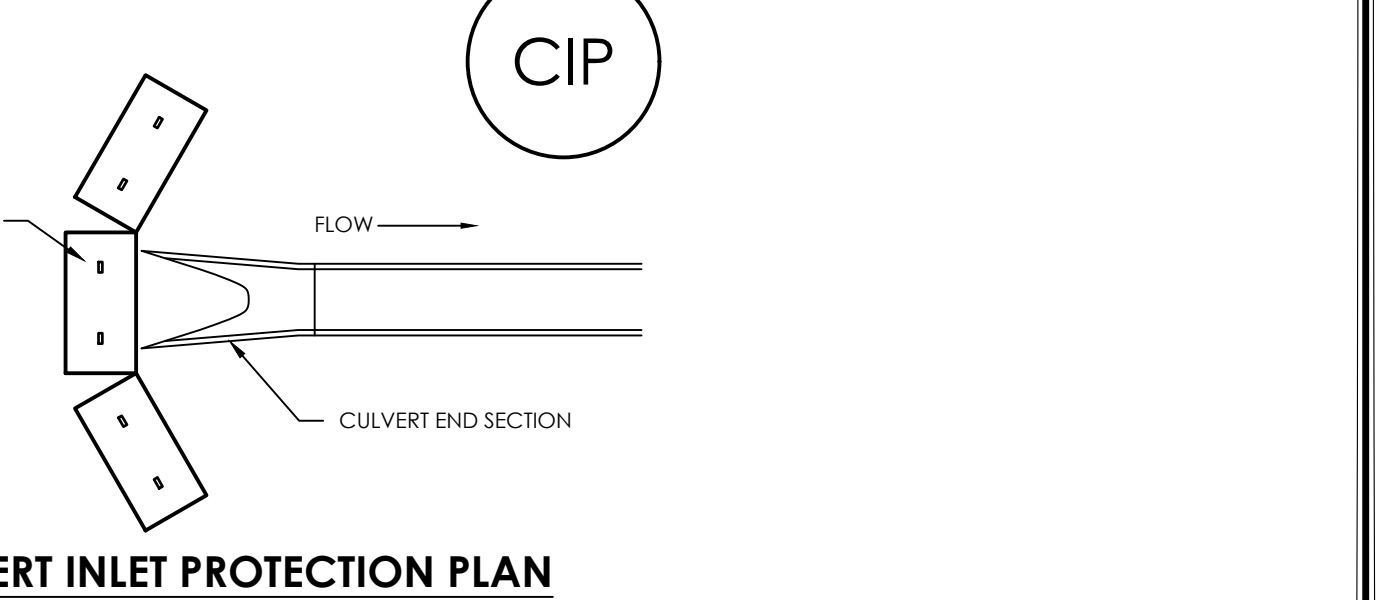 CIP
FLOW
CULVERT END SECTION
ERT INLET PROTECTION PLAN